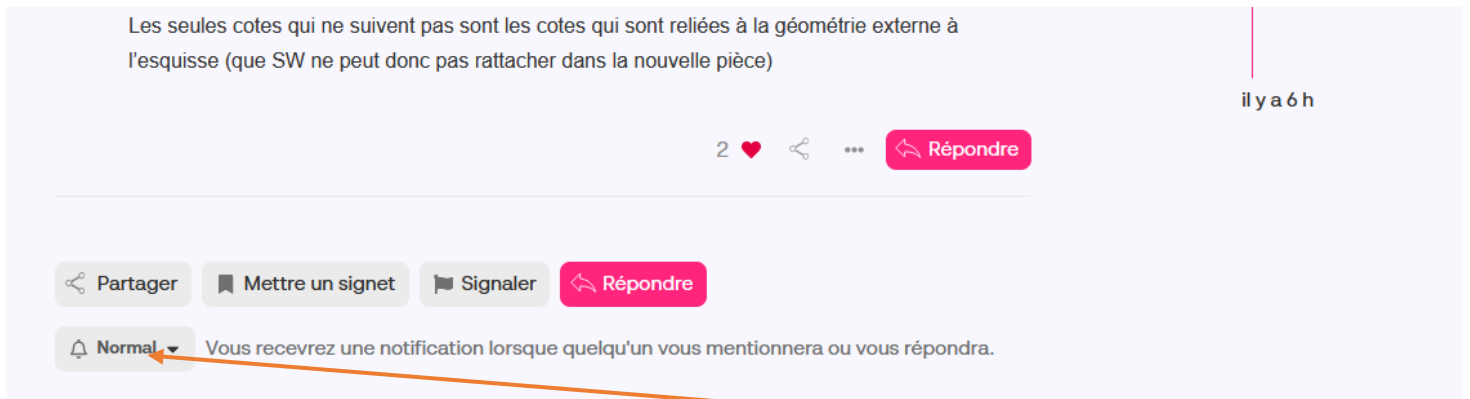 Les seules cotes qui ne suivent pas sont les cotes qui sont reliées à la géométrie externe à
l'esquisse (que SW ne peut donc pas rattacher dans la nouvelle pièce)
il y a 6 h
2 Répondre
Partager Mettre un signet Signaler Répondre
Normal Vous recevrez une notification lorsque quelqu'un vous mentionnera ou vous répondra.